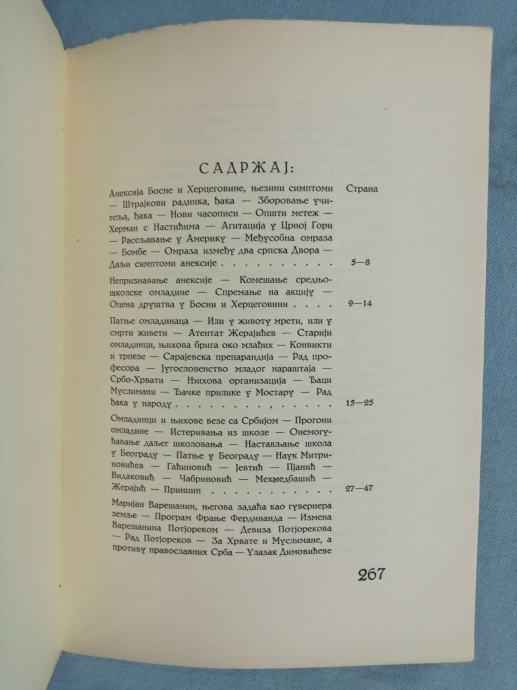 САДРЖАЈ:
Анексија Босне и Херцеговине, њезини симптоми Страна
— Штрајкови радника, ђака — Зборовање учи-
теља, ђака — Нови часописи — Општи метеж —
Херман с Настићима — Агитација у Црној Гори
— Расељавање у Америку — Међусобна омраза
— Бомбе — Омраза између два српска Двора —
Даљи симптоми анексије . . . . . . . . . . 5—8
Непризнавање анексије — Комешање средњо-
школске омладине — Спремање на акцију —
Оцена друштва у Босни и Херцеговини . . . . 9—14
Патње омладинаца — Или у животу мрети, или у
смрти живети — Атентат Жерајићев — Старији
омладинци, њихова брига око млађих — Конвикти
и трпезе — Сарајевска препарандија — Рад про-
фесора — Југословенство младог нараштаја —
Србо-Хрвати — Њихова организација — Ђаци
Муслимани — Ђачке прилике у Мостару — Рад
ђака у народу . . . . . . . . , . . . . , . 15—25
Омладинци и њихове везе са Србијом — Прогони
омладине — Истеривања из школе — Онемогу-
ћавање даљег школовања — Настављање школа
у Београду — Патње у Београду — Наук Митри-
новићев — Гаћиновић — Јевтић — Пјанић —
Видаковић — Чабриновић — Мехмедбашић —
Жерајић — Принцип . . . . . . . . . . . . 27—47
Маријан Варешанин, његова задаћа као гувернера
земље — Програм Фрање Фердинанда — Измена
Варешанина Потјореком — Девиза Потјорекова
— Рад Потјореков — За Хрвате и Муслимане, а
противу православних Срба — Улазак Димовићеве
267